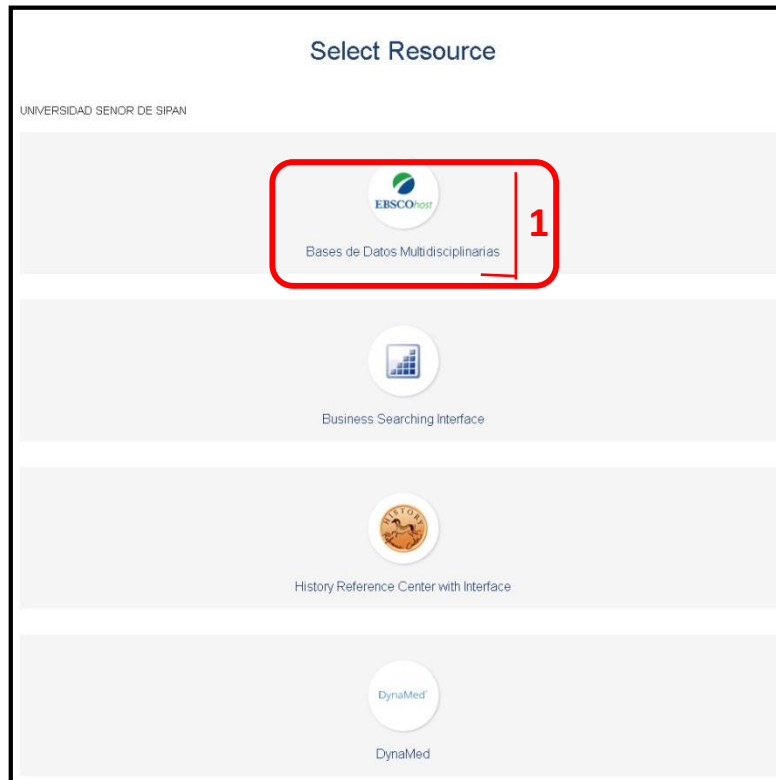 Select Resource
UNIVERSIDAD SENOR DE SIPAN
EBSCOhost
1
Bases de Datos Multidisciplinarias
Business Searching Interface
HISTORY
History Reference Center with Interface
DynaMed
DynaMed